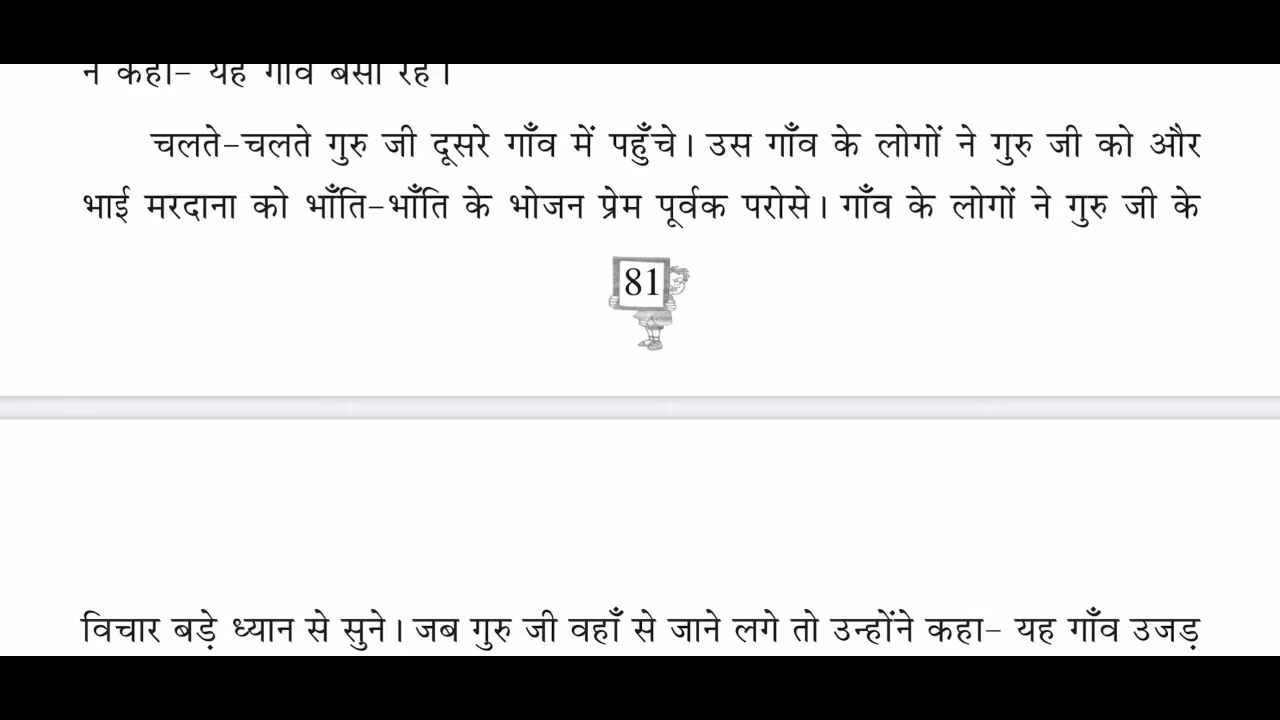 ने कहा- यह गाँव बसा रहे।
चलते-चलते गुरु जी दूसरे गाँव में पहुँचे। उस गाँव के लोगों ने गुरु जी को और
भाई मरदाना को भाँति-भाँति के भोजन प्रेम पूर्वक परोसे। गाँव के लोगों ने गुरु जी के
81
विचार बड़े ध्यान से सुने। जब गुरु जी वहाँ से जाने लगे तो उन्होंने कहा- यह गाँव उजड़